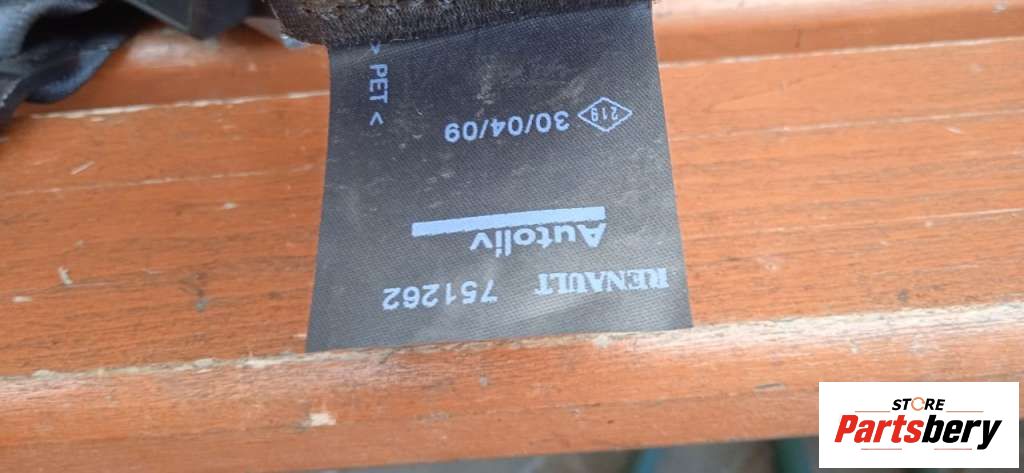 RENAULT 751262
Autoliv
219 30/04/09
> PET <
STORE
Partsbery